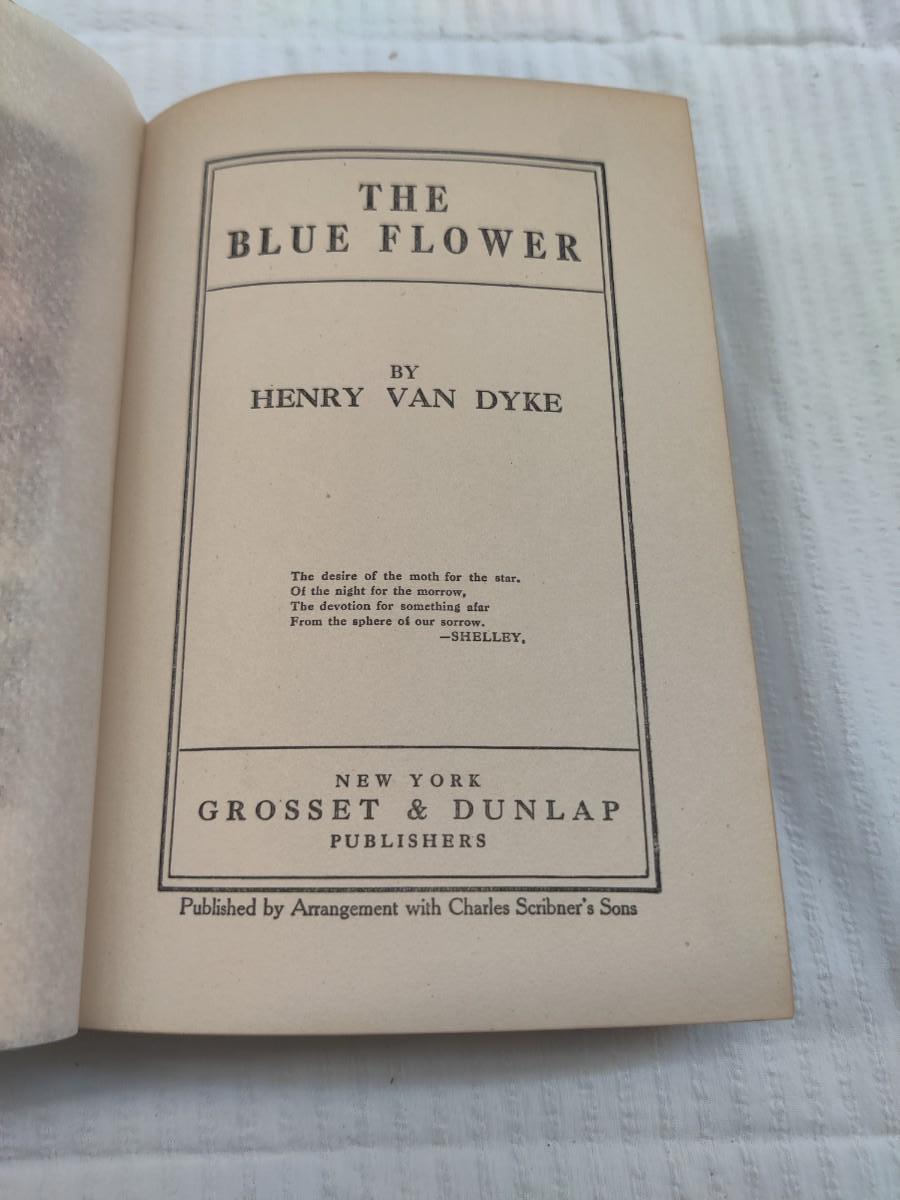 THE
BLUE FLOWER
BY
HENRY VAN DYKE
The desire of the moth for the star.
Of the night for the morrow,
The devotion for something afar
From the sphere of our sorrow.
—SHELLEY.
NEW YORK
GROSSET & DUNLAP
PUBLISHERS
Published by Arrangement with Charles Scribner's Sons